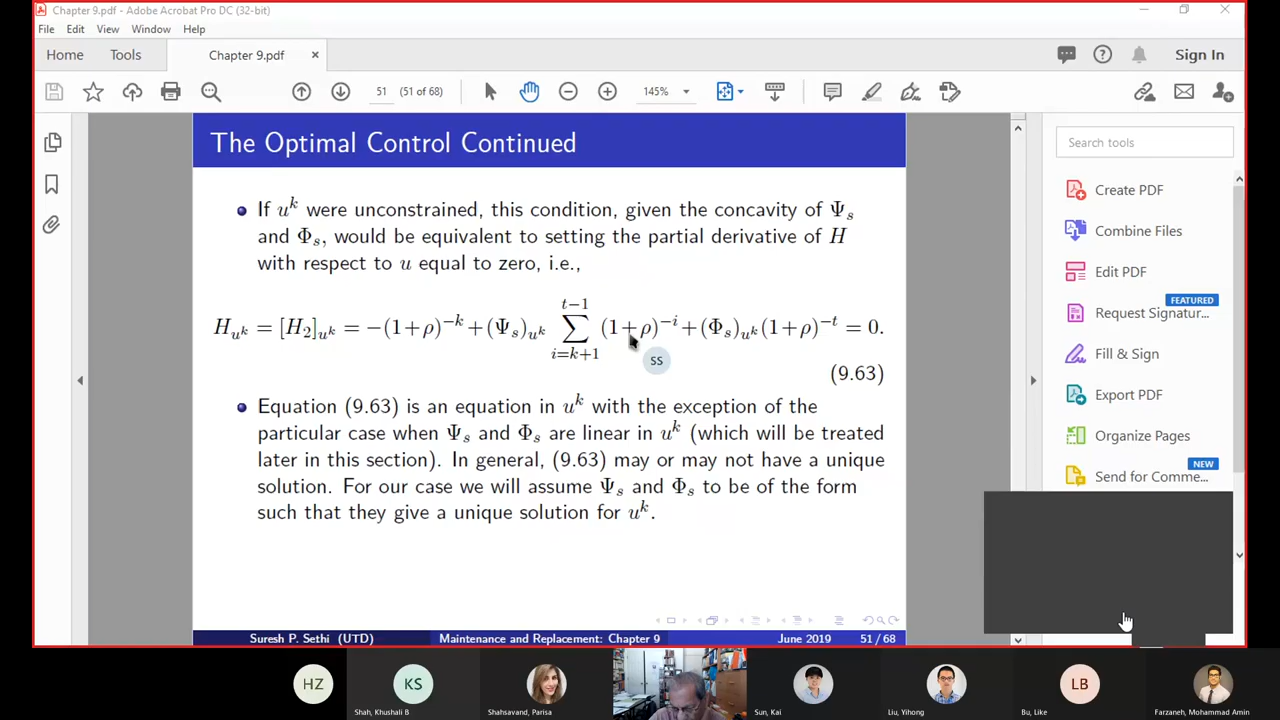 Chapter 9.pdf - Adobe Acrobat Pro DC (32-bit)
File Edit View Window Help
Home Tools Chapter 9.pdf × Sign In
51 (51 of 68) 145%
The Optimal Control Continued
Search tools
If u^k were unconstrained, this condition, given the concavity of Ψ_s
and Φ_s, would be equivalent to setting the partial derivative of H
with respect to u equal to zero, i.e.,
H_{u^k} = [H_2]_{u^k} = −(1+ρ)^{−k} + (Ψ_s)_{u^k} ∑_{i=k+1}^{t−1} (1+ρ)^{−i} + (Φ_s)_{u^k} (1+ρ)^{−t} = 0.
(9.63)
SS
Equation (9.63) is an equation in u^k with the exception of the
particular case when Ψ_s and Φ_s are linear in u^k (which will be treated
later in this section). In general, (9.63) may or may not have a unique
solution. For our case we will assume Ψ_s and Φ_s to be of the form
such that they give a unique solution for u^k.
Suresh P. Sethi (UTD) Maintenance and Replacement: Chapter 9 June 2019 51 / 68
Create PDF
Combine Files
Edit PDF
FEATURED
Request Signatur...
Fill & Sign
Export PDF
Organize Pages
NEW
Send for Comme...
HZ KS LB
Shah, Khushali B Shahsavand, Parisa Sun, Kai Liu, Yihong Bu, Like Farzaneh, Mohammad Amin